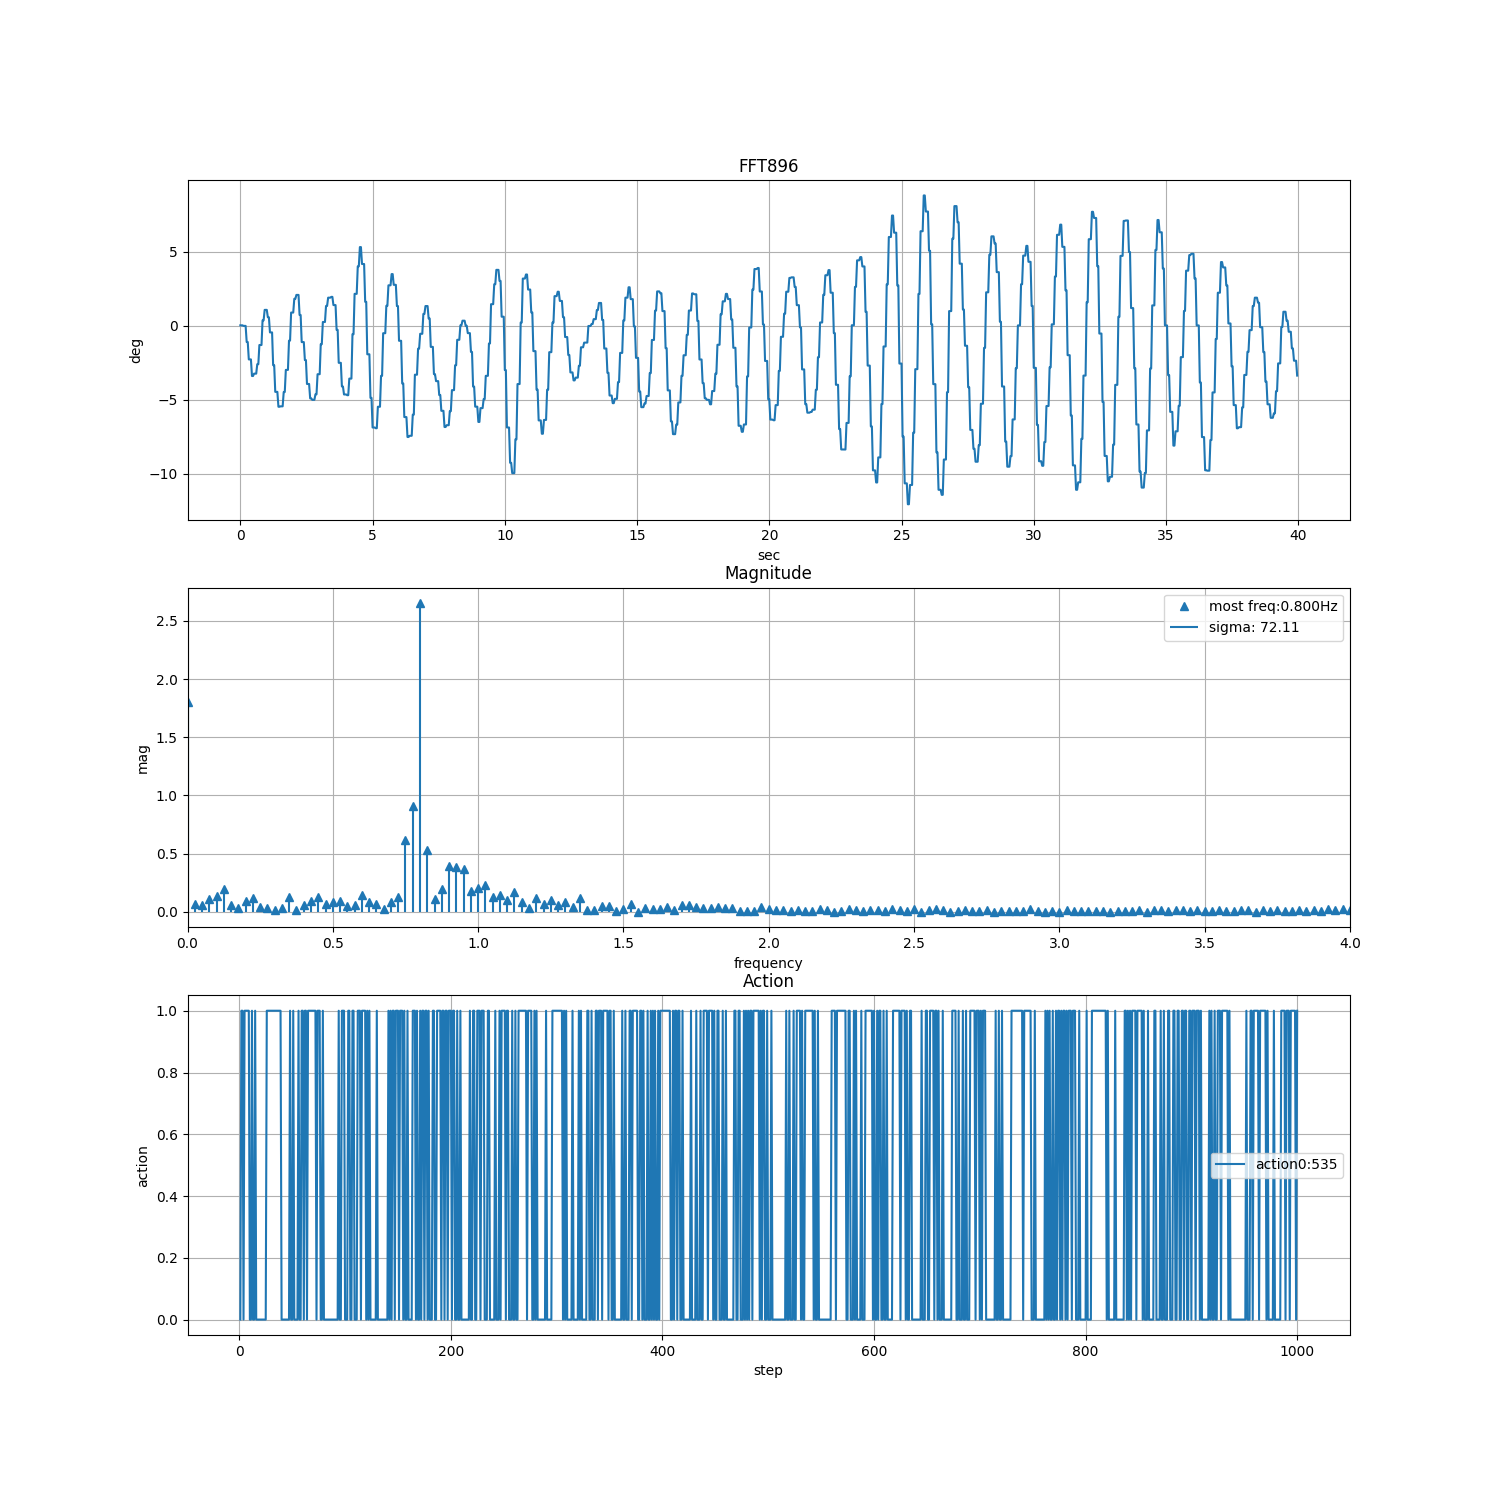 FFT896
5
0
−5
−10
deg
0 5 10 15 20 25 30 35 40
sec
Magnitude
most freq:0.800Hz
sigma: 72.11
2.5
2.0
1.5
1.0
0.5
0.0
mag
0.0 0.5 1.0 1.5 2.0 2.5 3.0 3.5 4.0
frequency
Action
1.0
0.8
0.6
0.4
0.2
0.0
action
action0:535
0 200 400 600 800 1000
step